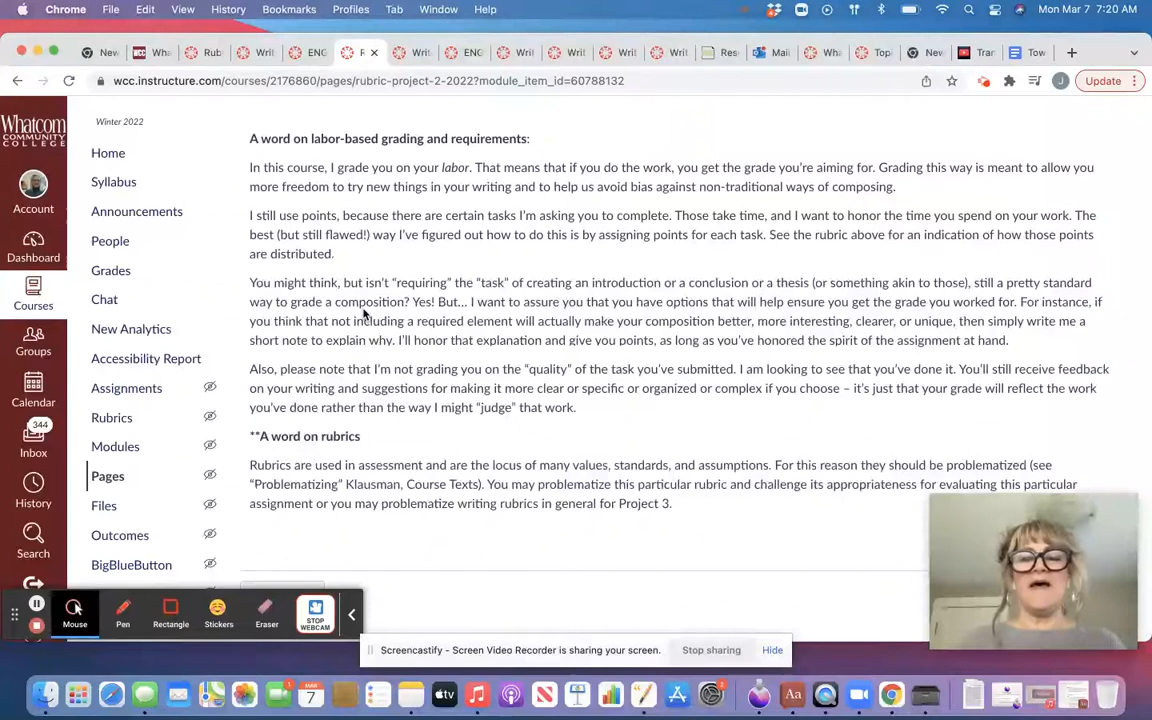 Chrome File Edit View History Bookmarks Profiles Tab Window Help Mon Mar 7 7:20 AM
New Wha Rub Writ ENG R Writ ENG Writ Writ Writ Writ Res Mail Wha Topi New Tran Tow
wcc.instructure.com/courses/2176860/pages/rubric-project-2-2022?module_item_id=60788132 Update
Whatcom
COMMUNITY
COLLEGE
Account
Dashboard
Courses
Groups
Calendar
344
Inbox
History
Search
Winter 2022
Home
Syllabus
Announcements
People
Grades
Chat
New Analytics
Accessibility Report
Assignments
Rubrics
Modules
Pages
Files
Outcomes
BigBlueButton
A word on labor-based grading and requirements:
In this course, I grade you on your labor. That means that if you do the work, you get the grade you're aiming for. Grading this way is meant to allow you
more freedom to try new things in your writing and to help us avoid bias against non-traditional ways of composing.
I still use points, because there are certain tasks I'm asking you to complete. Those take time, and I want to honor the time you spend on your work. The
best (but still flawed!) way I've figured out how to do this is by assigning points for each task. See the rubric above for an indication of how those points
are distributed.
You might think, but isn't "requiring" the "task" of creating an introduction or a conclusion or a thesis (or something akin to those), still a pretty standard
way to grade a composition? Yes! But... I want to assure you that you have options that will help ensure you get the grade you worked for. For instance, if
you think that not including a required element will actually make your composition better, more interesting, clearer, or unique, then simply write me a
short note to explain why. I'll honor that explanation and give you points, as long as you've honored the spirit of the assignment at hand.
Also, please note that I'm not grading you on the "quality" of the task you've submitted. I am looking to see that you've done it. You'll still receive feedback
on your writing and suggestions for making it more clear or specific or organized or complex if you choose – it's just that your grade will reflect the work
you've done rather than the way I might "judge" that work.
**A word on rubrics
Rubrics are used in assessment and are the locus of many values, standards, and assumptions. For this reason they should be problematized (see
"Problematizing" Klausman, Course Texts). You may problematize this particular rubric and challenge its appropriateness for evaluating this particular
assignment or you may problematize writing rubrics in general for Project 3.
Mouse Pen Rectangle Stickers Eraser STOP
WEBCAM
Screencastify - Screen Video Recorder is sharing your screen. Stop sharing Hide